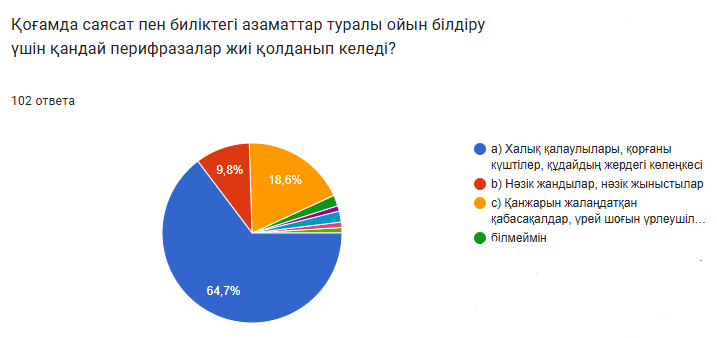 Қоғамда саясат пен биліктегі азаматтар туралы ойын білдіру
үшін қандай перифразалар жиі қолданып келеді?
102 ответа
a) Халық қалаулылары, қорғаны
күштілер, құдайдың жердегі көлеңкесі
b) Нәзік жандылар, нәзік жыныстылар
c) Қанжарын жалаңдатқан
қабасақалдар, үрей шоғын үрлеушіл…
білмеймін
9,8%
18,6%
64,7%